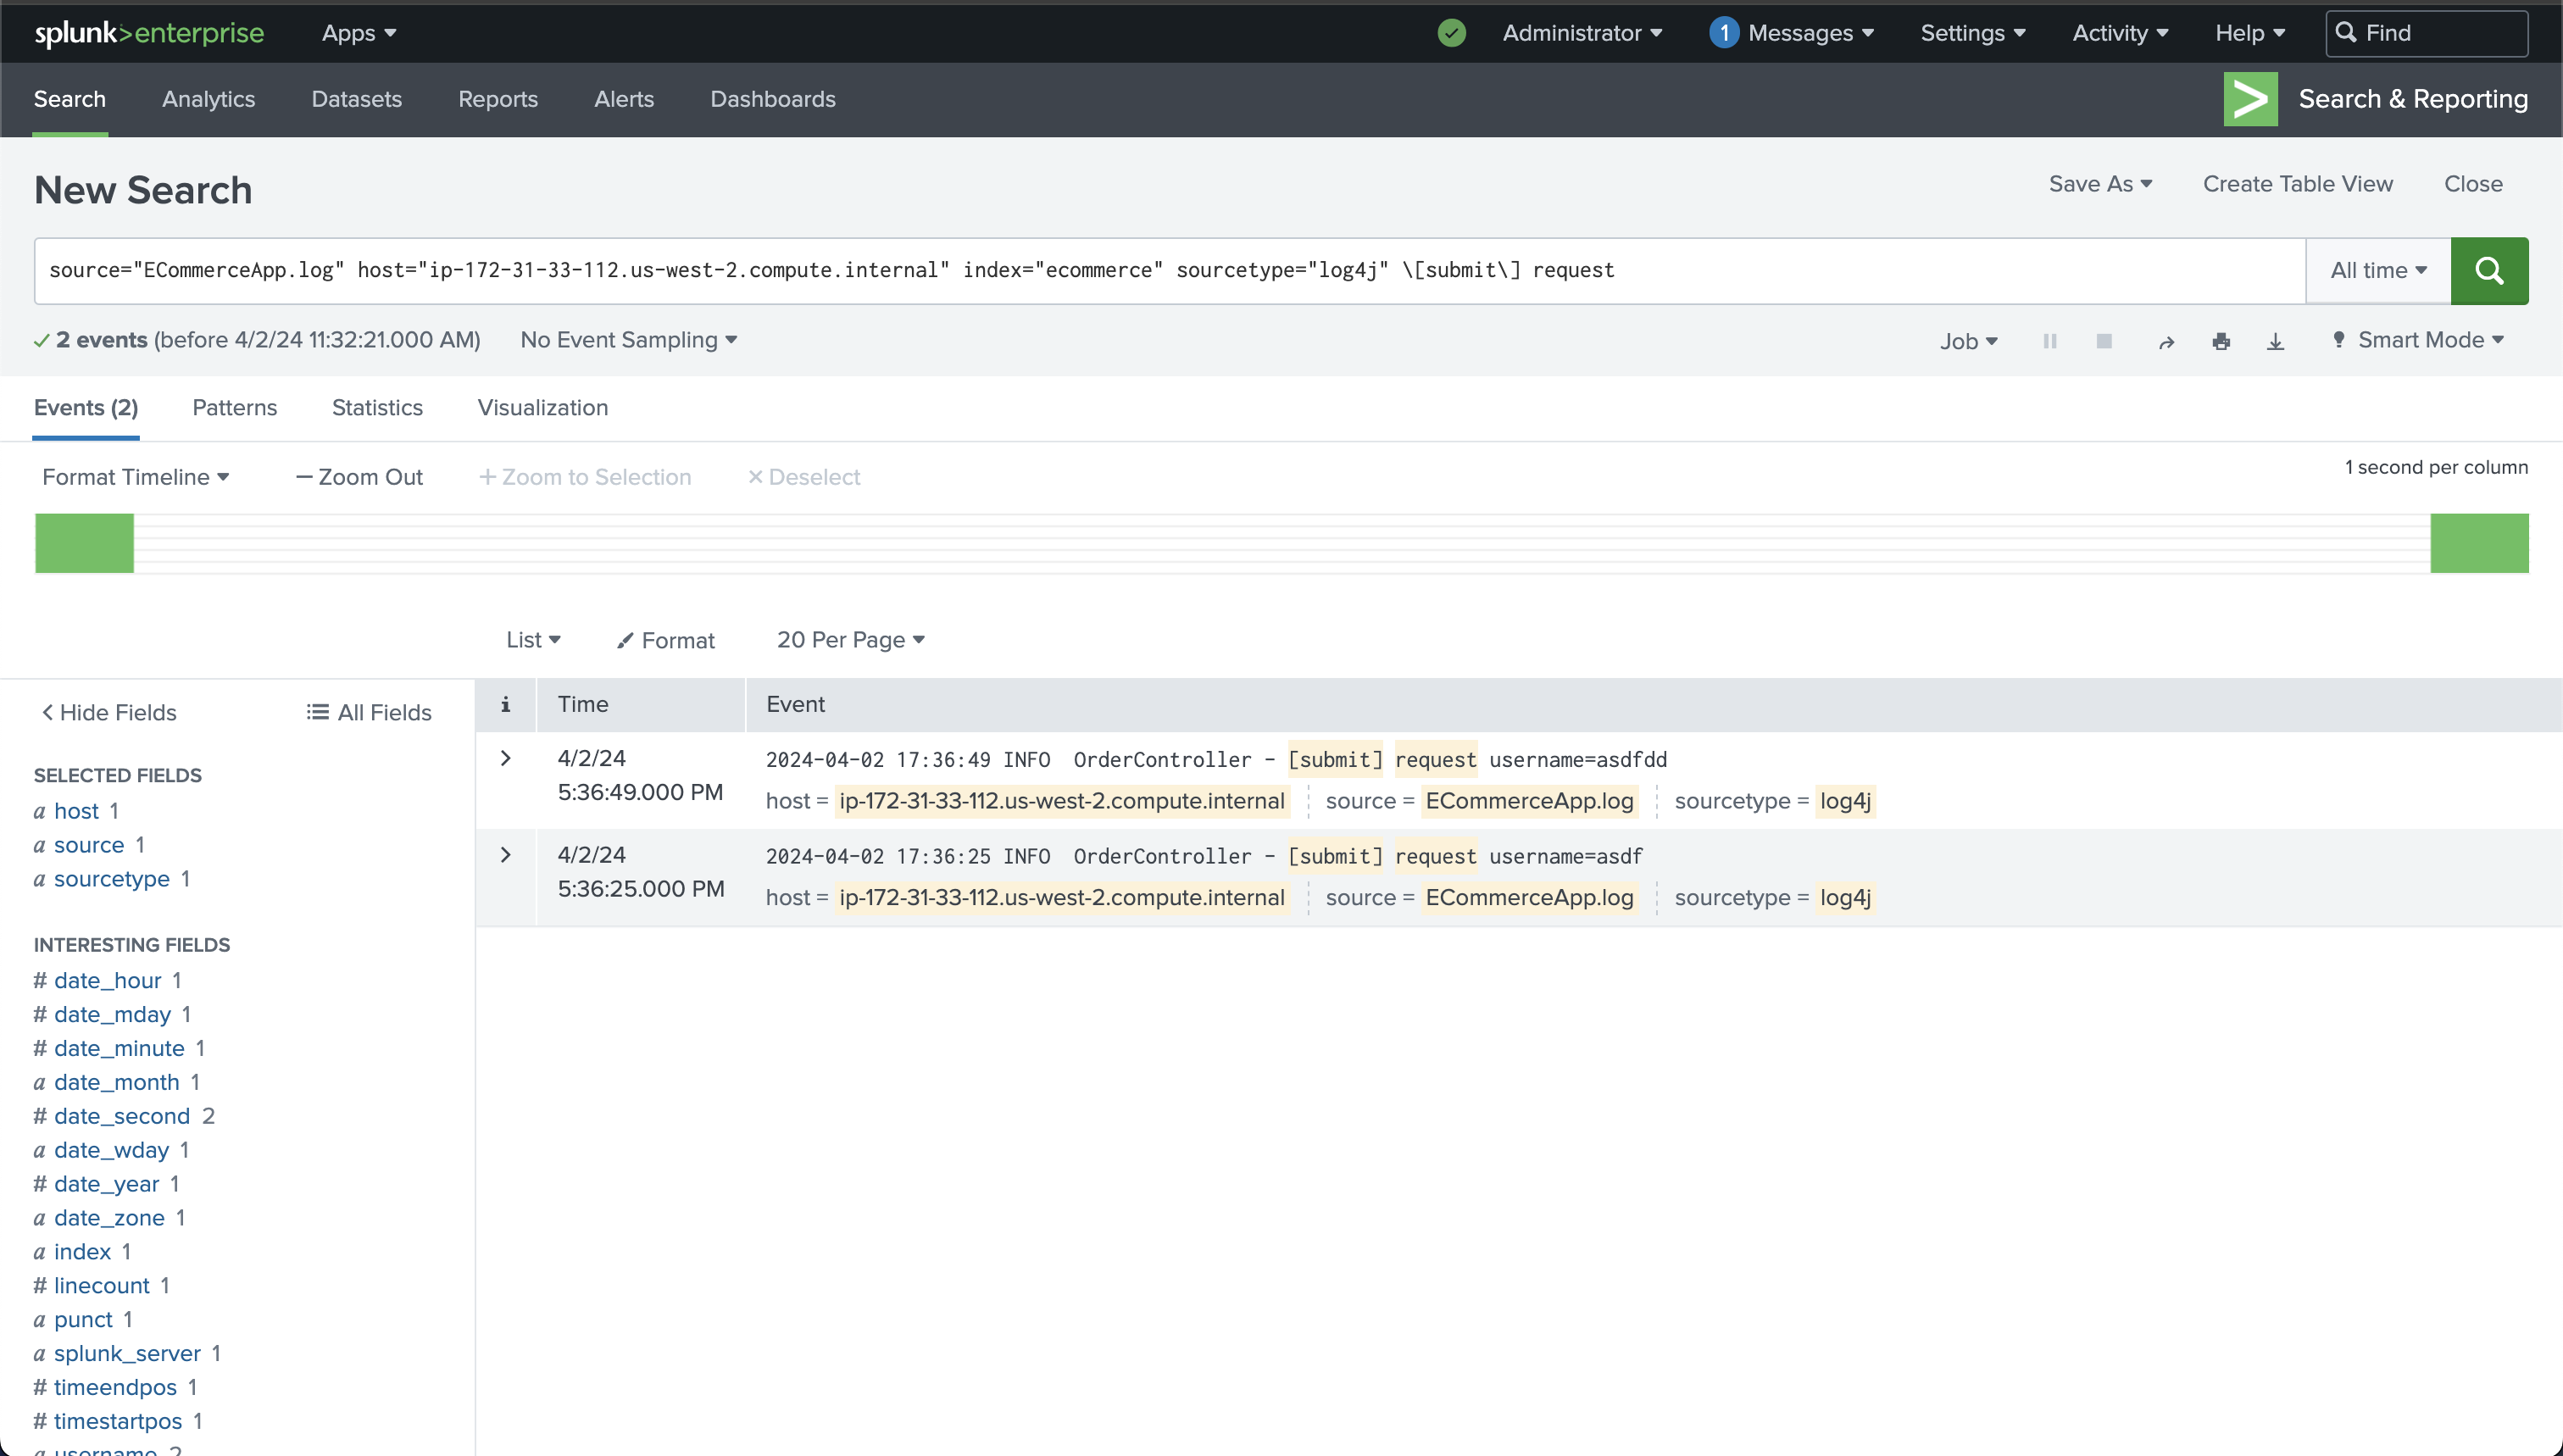 splunk>enterprise Apps Administrator 1 Messages Settings Activity Help Find
Search Analytics Datasets Reports Alerts Dashboards Search & Reporting
New Search Save As Create Table View Close
source="ECommerceApp.log" host="ip-172-31-33-112.us-west-2.compute.internal" index="ecommerce" sourcetype="log4j" \[submit\] request All time
2 events (before 4/2/24 11:32:21.000 AM) No Event Sampling Job Smart Mode
Events (2) Patterns Statistics Visualization
Format Timeline — Zoom Out + Zoom to Selection × Deselect 1 second per column
List Format 20 Per Page
< Hide Fields All Fields
SELECTED FIELDS
a host 1
a source 1
a sourcetype 1
INTERESTING FIELDS
# date_hour 1
# date_mday 1
# date_minute 1
a date_month 1
# date_second 2
a date_wday 1
# date_year 1
a date_zone 1
a index 1
# linecount 1
a punct 1
a splunk_server 1
# timeendpos 1
# timestartpos 1
a username 2
i Time Event
> 4/2/24 2024-04-02 17:36:49 INFO OrderController - [submit] request username=asdfdd
5:36:49.000 PM host = ip-172-31-33-112.us-west-2.compute.internal source = ECommerceApp.log sourcetype = log4j
> 4/2/24 2024-04-02 17:36:25 INFO OrderController - [submit] request username=asdf
5:36:25.000 PM host = ip-172-31-33-112.us-west-2.compute.internal source = ECommerceApp.log sourcetype = log4j